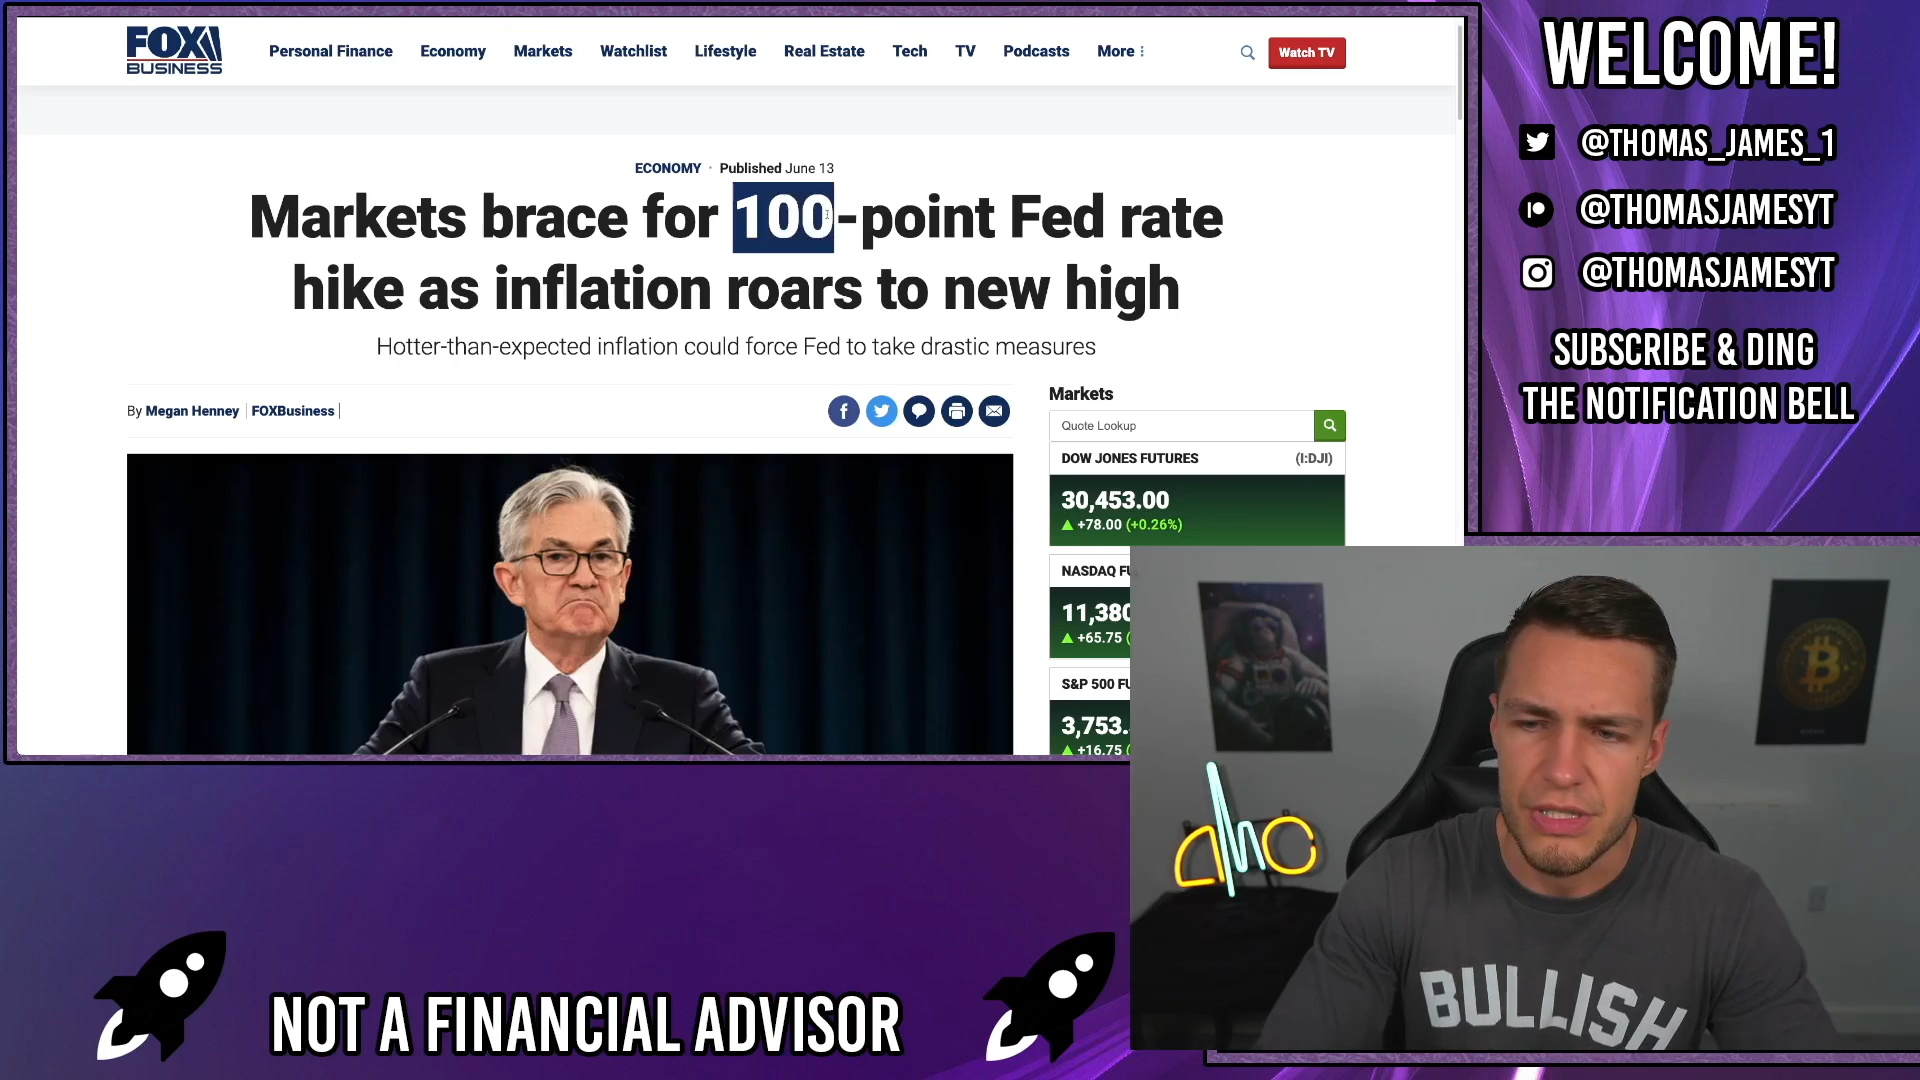 FOX
BUSINESS
Personal Finance
Economy
Markets
Watchlist
Lifestyle
Real Estate
Tech
TV
Podcasts
More
Watch TV
ECONOMY · Published June 13
Markets brace for 100-point Fed rate
hike as inflation roars to new high
Hotter-than-expected inflation could force Fed to take drastic measures
By Megan Henney | FOXBusiness |
Markets
Quote Lookup
DOW JONES FUTURES (I:DJI)
30,453.00
+78.00 (+0.26%)
NASDAQ FU
11,380
+65.75 (
S&P 500 FU
3,753.
+16.75 (
WELCOME!
@THOMAS_JAMES_1
@THOMASJAMESYT
@THOMASJAMESYT
SUBSCRIBE & DING
THE NOTIFICATION BELL
BULLISH
NOT A FINANCIAL ADVISOR